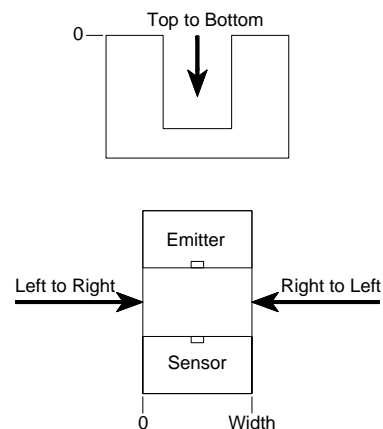 Top to Bottom
0
Emitter
Left to Right
Right to Left
Sensor
0
Width